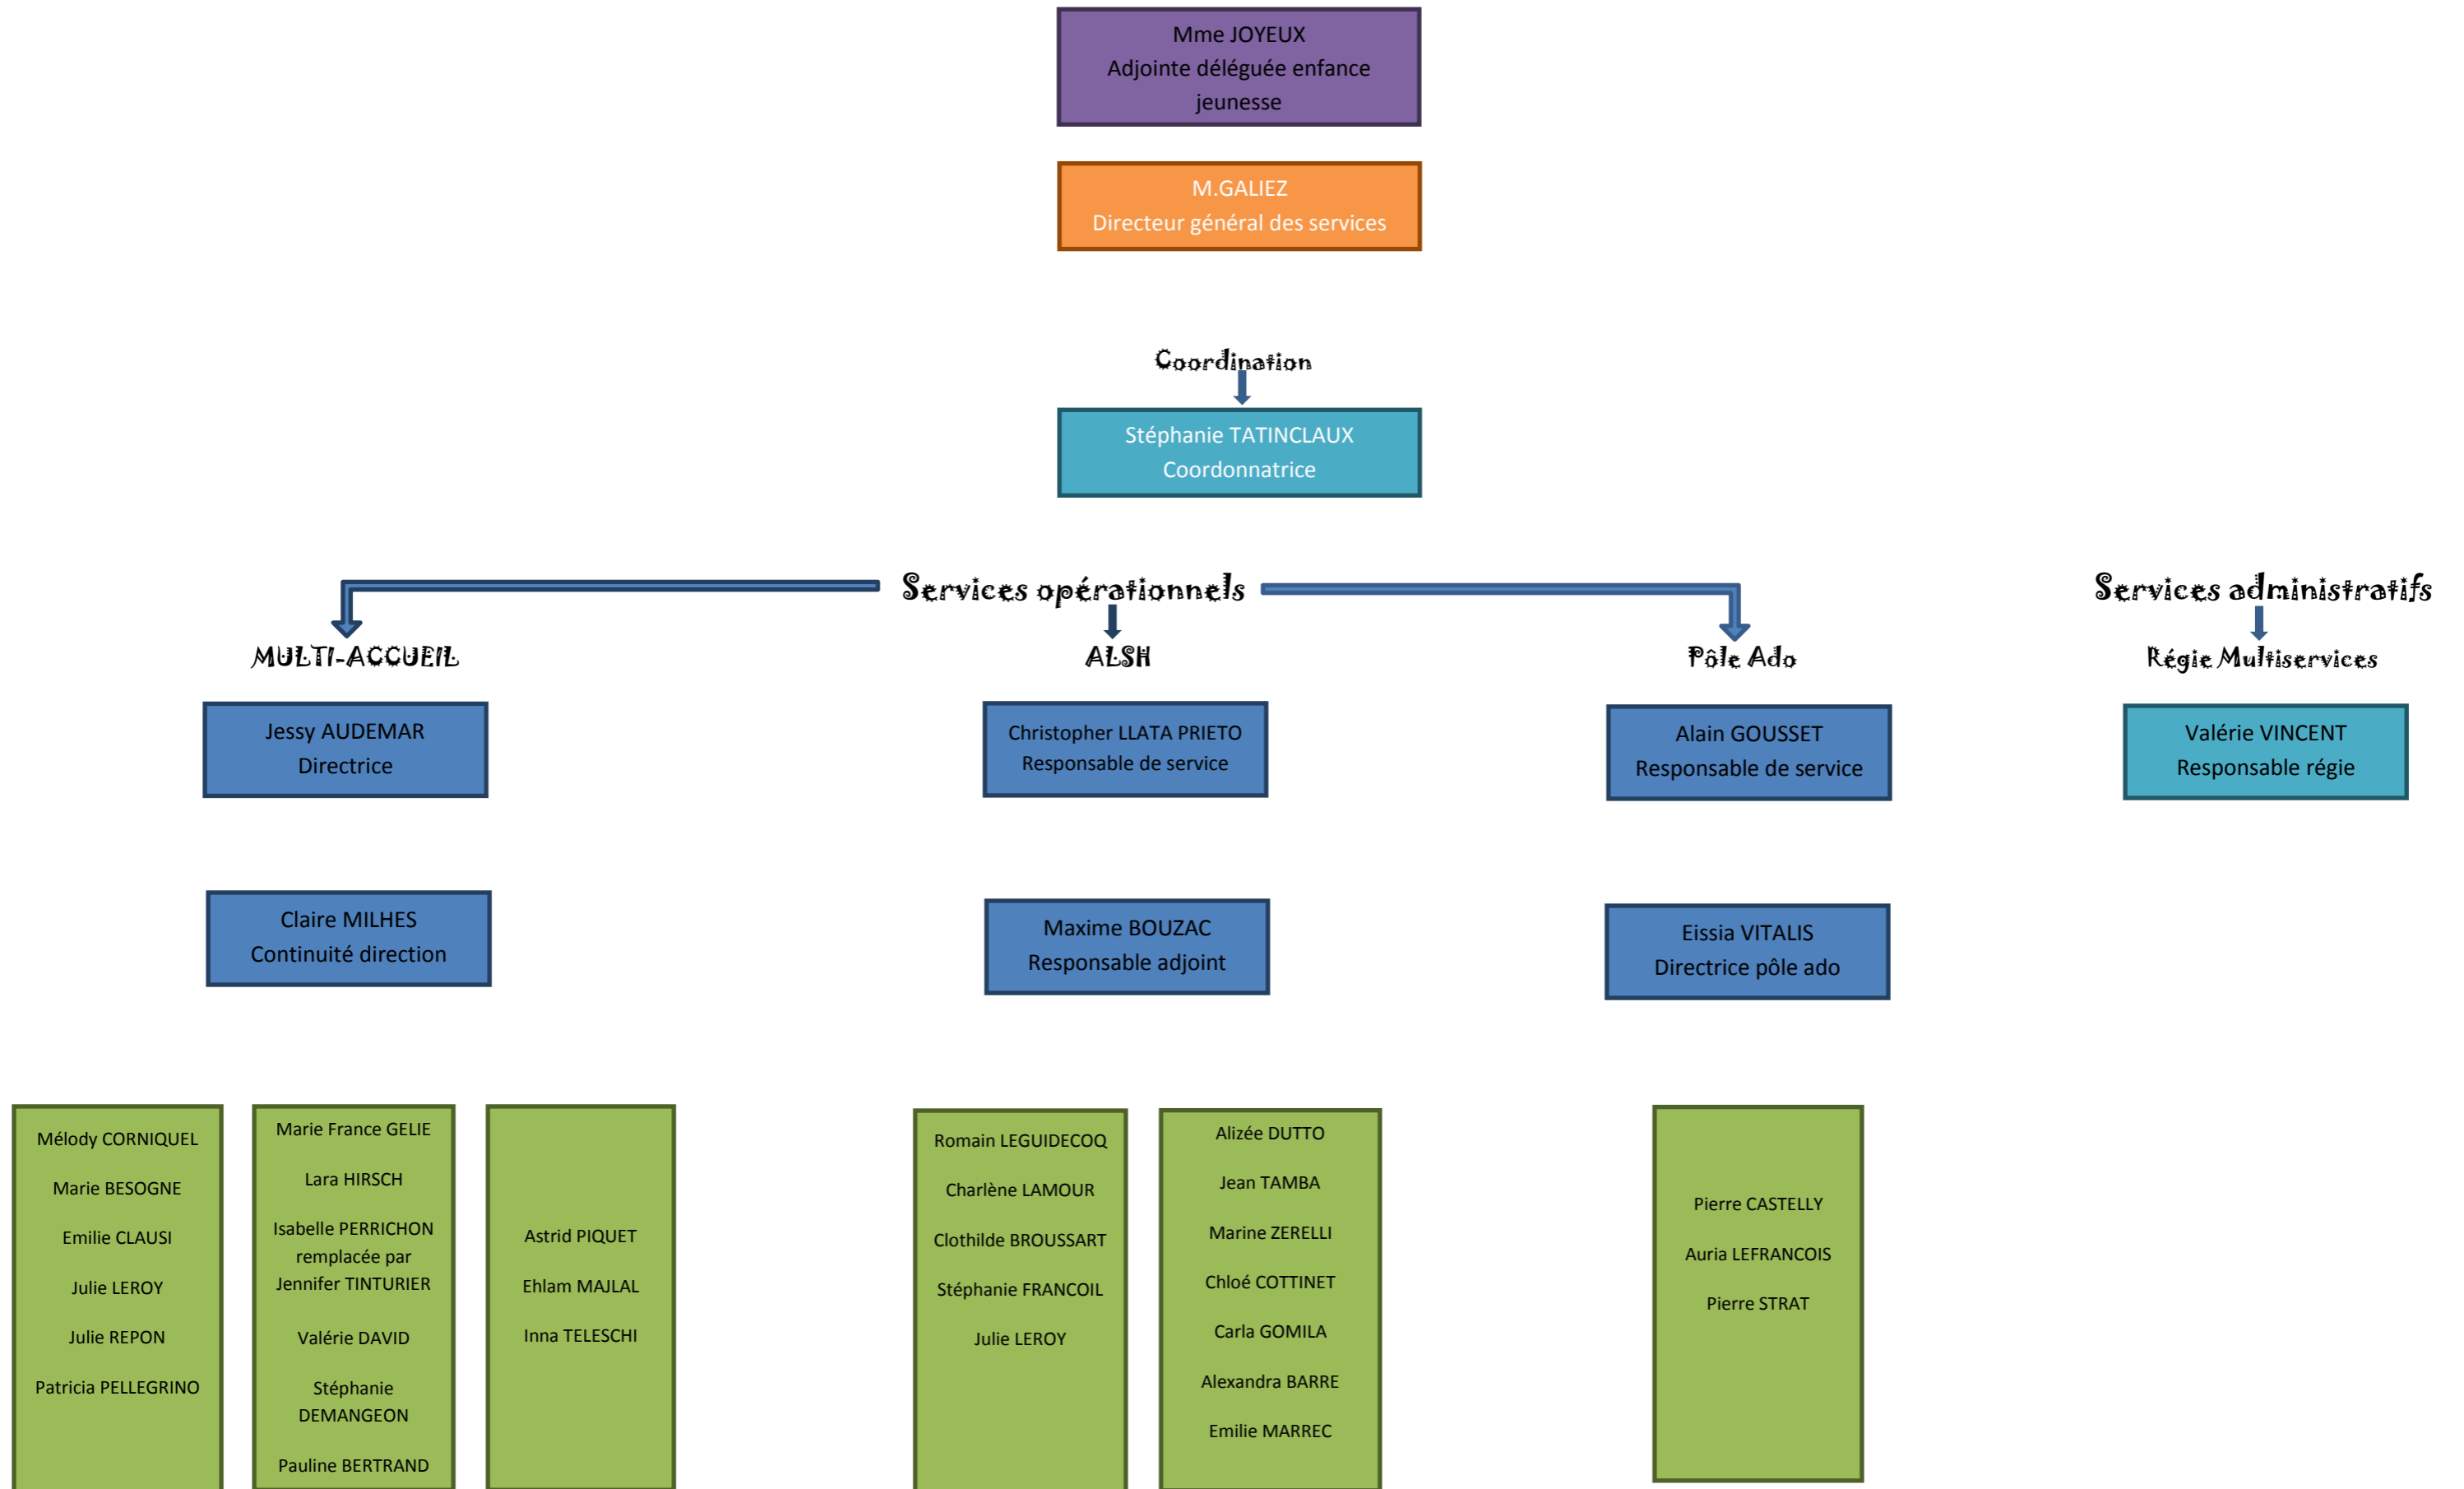 Mme JOYEUX
Adjointe déléguée enfance
jeunesse
M.GALIEZ
Directeur général des services
Coordination
Stéphanie TATINCLAUX
Coordonnatrice
Services opérationnels
Services administratifs
MULTI-ACCUEIL
ALSH
Pôle Ado
Régie Multiservices
Jessy AUDEMAR
Directrice
Christopher LLATA PRIETO
Responsable de service
Alain GOUSSET
Responsable de service
Valérie VINCENT
Responsable régie
Claire MILHES
Continuité direction
Maxime BOUZAC
Responsable adjoint
Eissia VITALIS
Directrice pôle ado
Mélody CORNIQUEL
Marie BESOGNE
Emilie CLAUSI
Julie LEROY
Julie REPON
Patricia PELLEGRINO
Marie France GELIE
Lara HIRSCH
Isabelle PERRICHON
remplacée par
Jennifer TINTURIER
Valérie DAVID
Stéphanie
DEMANGEON
Pauline BERTRAND
Astrid PIQUET
Ehlam MAJLAL
Inna TELESCHI
Romain LEGUIDECOQ
Charlène LAMOUR
Clothilde BROUSSART
Stéphanie FRANCOIL
Julie LEROY
Alizée DUTTO
Jean TAMBA
Marine ZERELLI
Chloé COTTINET
Carla GOMILA
Alexandra BARRE
Emilie MARREC
Pierre CASTELLY
Auria LEFRANCOIS
Pierre STRAT